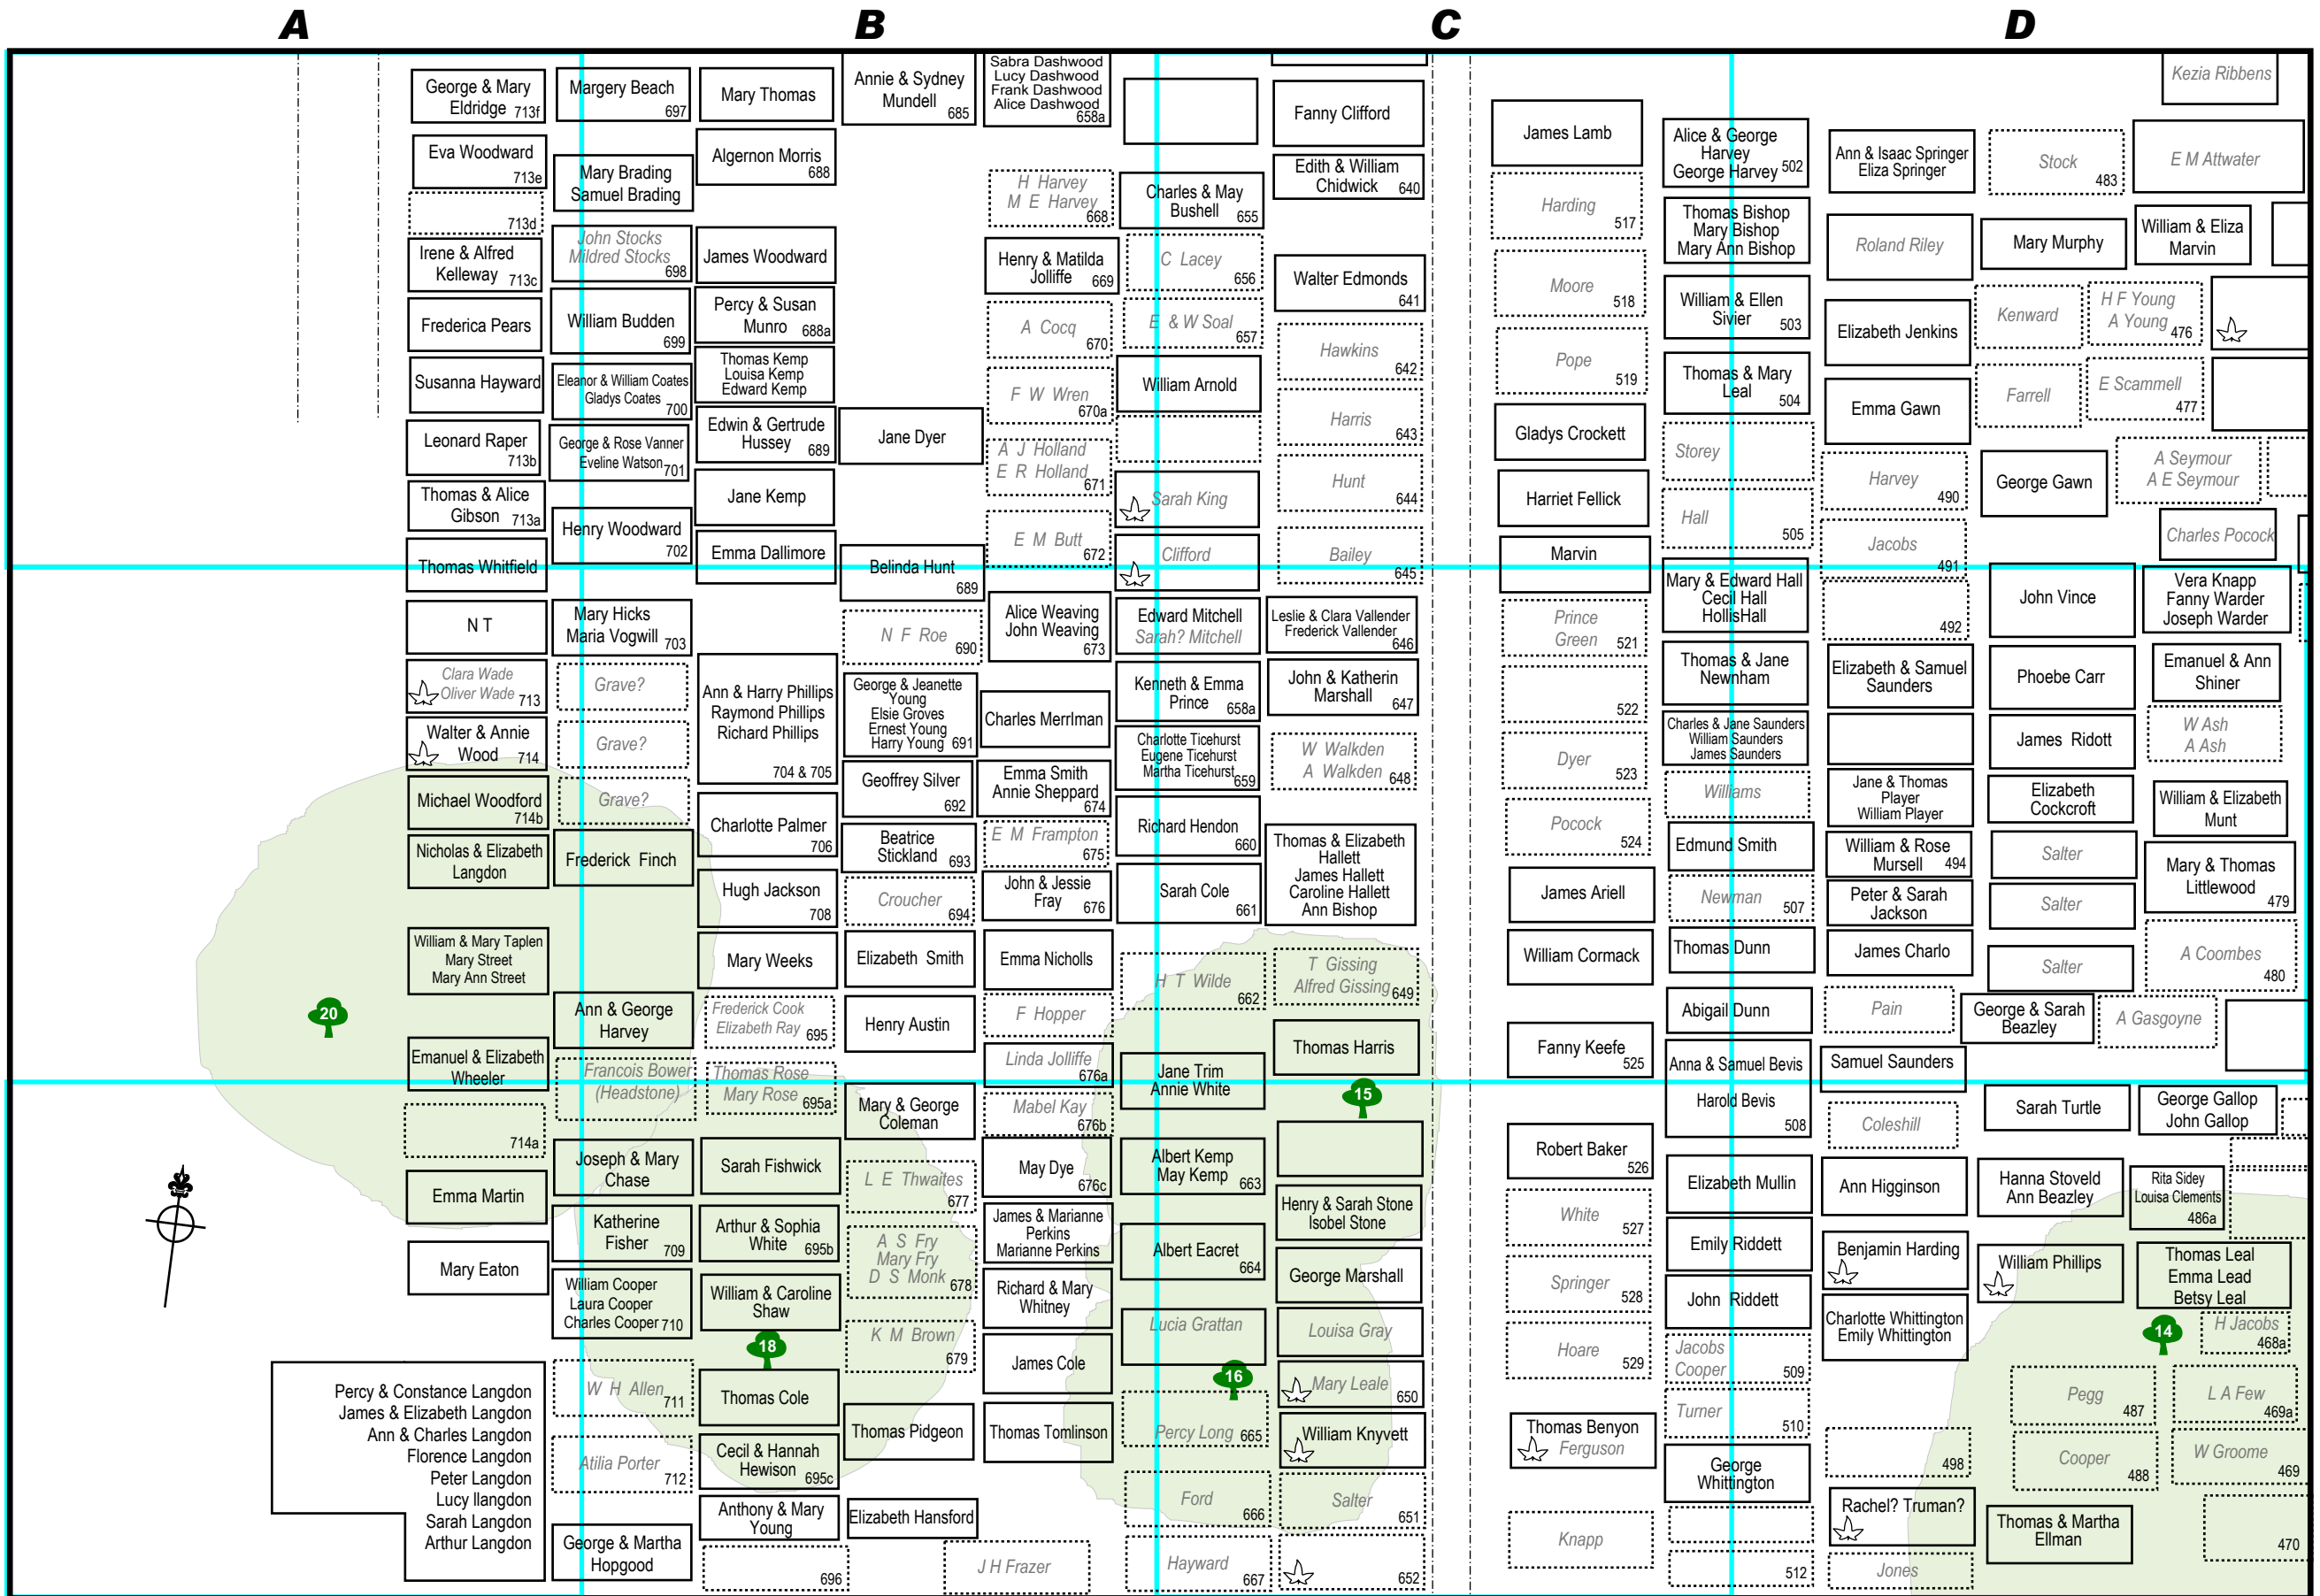 A
B
C
D
George & Mary
Eldridge 713f
Eva Woodward
713e
713d
Irene & Alfred
Kelleway 713c
Frederica Pears
Susanna Hayward
Leonard Raper
713b
Thomas & Alice
Gibson 713a
Thomas Whitfield
N T
Clara Wade
Oliver Wade 713
Walter & Annie
Wood 714
Michael Woodford
714b
Nicholas & Elizabeth
Langdon
William & Mary Taplen
Mary Street
Mary Ann Street
20
Emanuel & Elizabeth
Wheeler
714a
Emma Martin
Mary Eaton
Percy & Constance Langdon
James & Elizabeth Langdon
Ann & Charles Langdon
Florence Langdon
Peter Langdon
Lucy llangdon
Sarah Langdon
Arthur Langdon
Margery Beach
697
Mary Brading
Samuel Brading
John Stocks
Mildred Stocks
698
William Budden
699
Eleanor & William Coates
Gladys Coates
700
George & Rose Vanner
Eveline Watson 701
Henry Woodward
702
Mary Hicks
Maria Vogwill
703
Grave?
Grave?
Grave?
Frederick Finch
Ann & George
Harvey
Francois Bower
(Headstone)
Joseph & Mary
Chase
Katherine
Fisher
709
William Cooper
Laura Cooper
Charles Cooper 710
W H Allen
711
Atilia Porter
712
George & Martha
Hopgood
Mary Thomas
Algernon Morris
688
James Woodward
Percy & Susan
Munro 688a
Thomas Kemp
Louisa Kemp
Edward Kemp
Edwin & Gertrude
Hussey
689
Jane Kemp
Emma Dallimore
Ann & Harry Phillips
Raymond Phillips
Richard Phillips
704 & 705
Charlotte Palmer
706
Hugh Jackson
708
Mary Weeks
Frederick Cook
Elizabeth Ray 695
Thomas Rose
Mary Rose
695a
Sarah Fishwick
Arthur & Sophia
White 695b
William & Caroline
Shaw
18
Thomas Cole
Cecil & Hannah
Hewison 695c
Anthony & Mary
Young
696
Annie & Sydney
Mundell
685
Jane Dyer
Belinda Hunt
689
N F Roe
690
George & Jeanette
Young
Elsie Groves
Ernest Young
Harry Young 691
Geoffrey Silver
692
Beatrice
Stickland 693
Croucher
694
Elizabeth Smith
Henry Austin
Mary & George
Coleman
L E Thwaites
677
A S Fry
Mary Fry
D S Monk
678
K M Brown
679
Thomas Pidgeon
Elizabeth Hansford
J H Frazer
Sabra Dashwood
Lucy Dashwood
Frank Dashwood
Alice Dashwood
658a
H Harvey
M E Harvey
668
Henry & Matilda
Jolliffe 669
A Cocq
670
F W Wren
670a
A J Holland
E R Holland
671
E M Butt
672
Alice Weaving
John Weaving
673
Charles MerrIman
Emma Smith
Annie Sheppard
674
E M Frampton
675
John & Jessie
Fray 676
Emma Nicholls
F Hopper
Linda Jolliffe
676a
Mabel Kay
676b
May Dye
676c
James & Marianne
Perkins
Marianne Perkins
Richard & Mary
Whitney
James Cole
Thomas Tomlinson
Charles & May
Bushell 655
C Lacey
656
E & W Soal
657
William Arnold
Sarah King
Clifford
Edward Mitchell
Sarah? Mitchell
Kenneth & Emma
Prince 658a
Charlotte Ticehurst
Eugene Ticehurst
Martha Ticehurst 659
Richard Hendon
660
Sarah Cole
661
H T Wilde
662
Jane Trim
Annie White
Albert Kemp
May Kemp 663
Albert Eacret
664
Lucia Grattan
16
Percy Long 665
Ford
666
Hayward
667
Fanny Clifford
Edith & William
Chidwick 640
Walter Edmonds
641
Hawkins
642
Harris
643
Hunt
644
Bailey
645
Leslie & Clara Vallender
Frederick Vallender
646
John & Katherin
Marshall 647
W Walkden
A Walkden 648
Thomas & Elizabeth
Hallett
James Hallett
Caroline Hallett
Ann Bishop
T Gissing
Alfred Gissing 649
Thomas Harris
15
Henry & Sarah Stone
Isobel Stone
George Marshall
Louisa Gray
Mary Leale
650
William Knyvett
Salter
651
652
James Lamb
Harding
517
Moore
518
Pope
519
Gladys Crockett
Harriet Fellick
Marvin
Prince
Green 521
522
Dyer
523
Pocock
524
James Ariell
William Cormack
Fanny Keefe
525
Robert Baker
526
White
527
Springer
528
Hoare
529
Thomas Benyon
Ferguson
Knapp
Alice & George
Harvey
George Harvey 502
Thomas Bishop
Mary Bishop
Mary Ann Bishop
William & Ellen
Sivier 503
Thomas & Mary
Leal
504
Storey
Hall
505
Mary & Edward Hall
Cecil Hall
HollisHall
Thomas & Jane
Newnham
Charles & Jane Saunders
William Saunders
James Saunders
Williams
Edmund Smith
Newman
507
Thomas Dunn
Abigail Dunn
Anna & Samuel Bevis
Harold Bevis
508
Elizabeth Mullin
Emily Riddett
John Riddett
Jacobs
Cooper 509
Turner
510
George
Whittington
512
Ann & Isaac Springer
Eliza Springer
Roland Riley
Elizabeth Jenkins
Emma Gawn
Harvey
490
Jacobs
491
492
Elizabeth & Samuel
Saunders
Jane & Thomas
Player
William Player
William & Rose
Mursell 494
Peter & Sarah
Jackson
James Charlo
Pain
Samuel Saunders
Coleshill
Ann Higginson
Benjamin Harding
Charlotte Whittington
Emily Whittington
498
Rachel? Truman?
Jones
Stock
483
Mary Murphy
Kenward
Farrell
George Gawn
John Vince
Phoebe Carr
James Ridott
Elizabeth
Cockcroft
Salter
Salter
Salter
George & Sarah
Beazley
Sarah Turtle
Hanna Stoveld
Ann Beazley
William Phillips
Pegg
487
Cooper
488
Thomas & Martha
Ellman
Kezia Ribbens
E M Attwater
William & Eliza
Marvin
H F Young
A Young
476
E Scammell
477
A Seymour
A E Seymour
Charles Pocock
Vera Knapp
Fanny Warder
Joseph Warder
Emanuel & Ann
Shiner
W Ash
A Ash
William & Elizabeth
Munt
Mary & Thomas
Littlewood
479
A Coombes
480
A Gasgoyne
George Gallop
John Gallop
Rita Sidey
Louisa Clements
486a
Thomas Leal
Emma Lead
Betsy Leal
14
H Jacobs
468a
L A Few
469a
W Groome
469
470